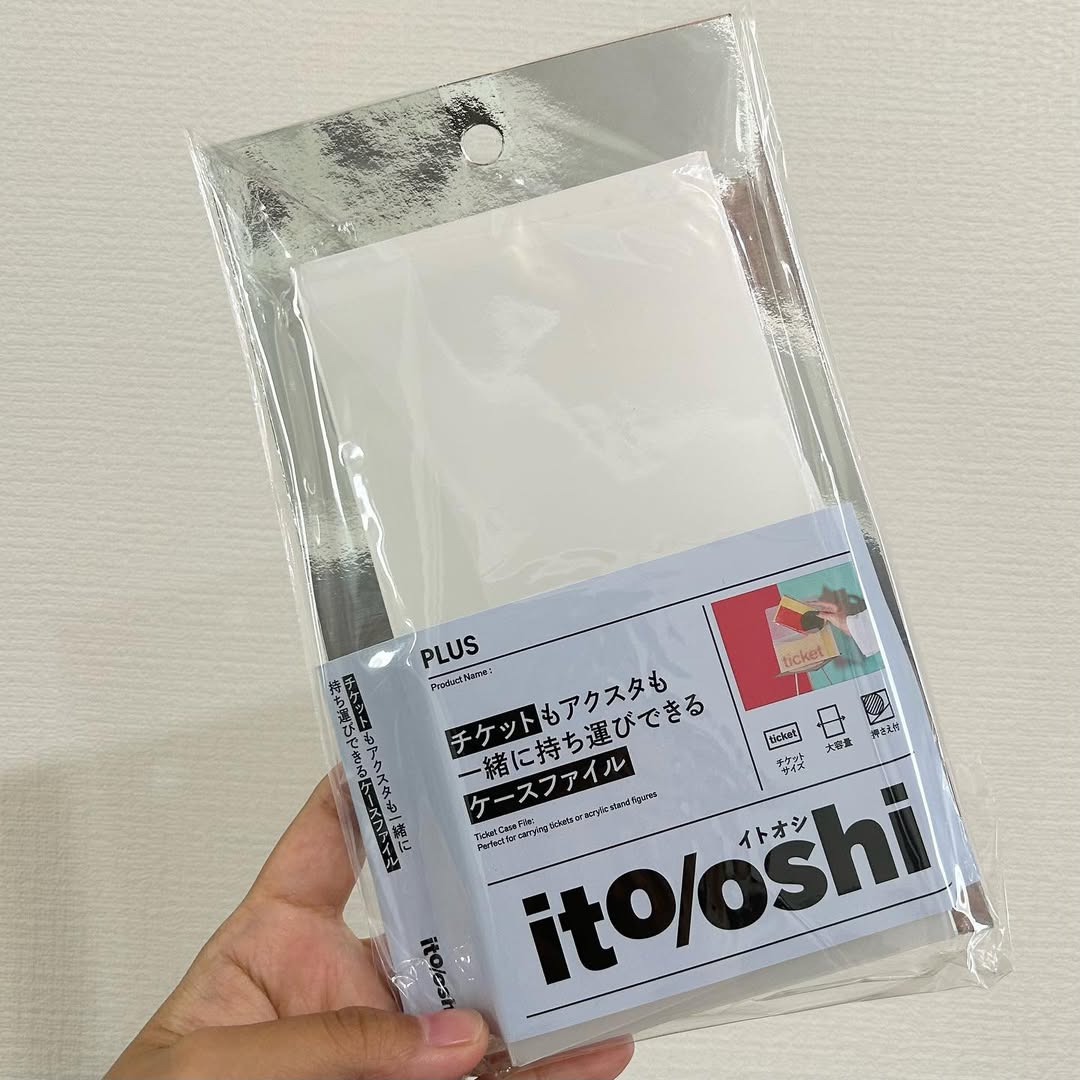 PLUS
Product Name :
チケットもアクスタも
一緒に持ち運びできる
ケースファイル
Ticket Case File:
Perfect for carrying tickets or acrylic stand figures
ticket
ticket
チケット
サイズ
大容量
押さえ付
イトオシ
ito/oshi
チケットもアクスタも一緒に
持ち運びできるケースファイル
ito/oshi